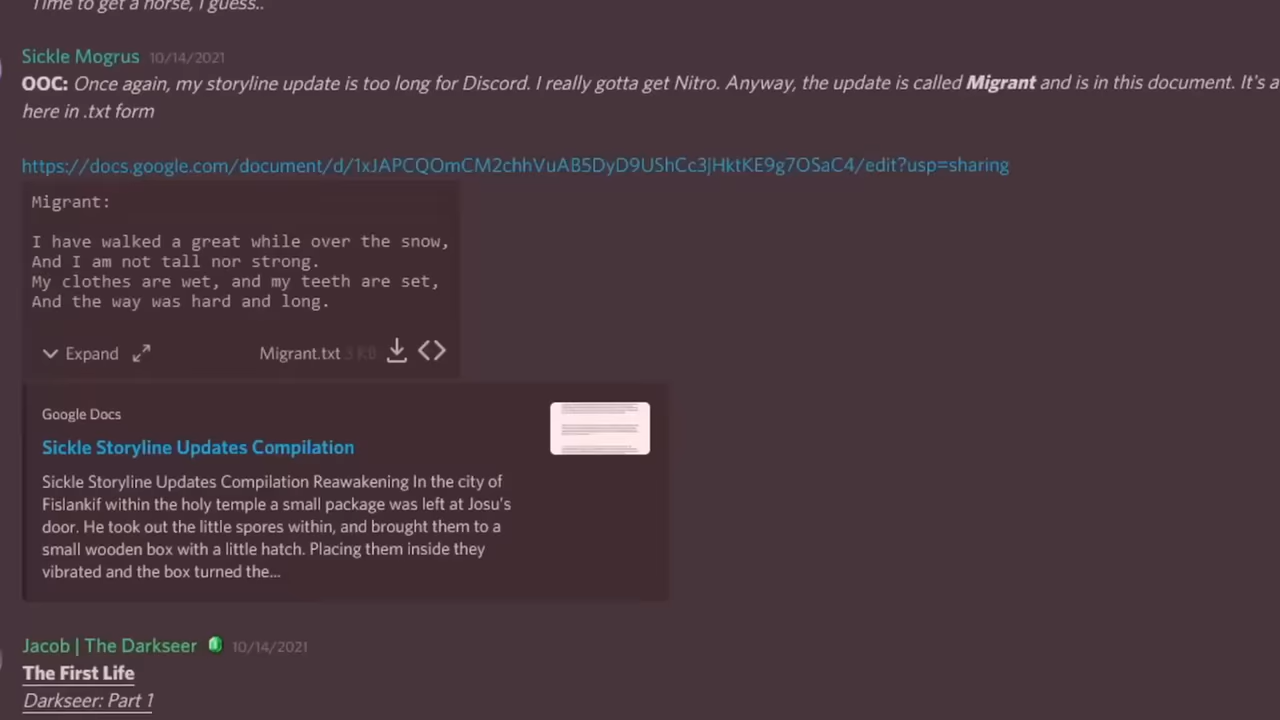 "Time to get a horse, I guess..
Sickle Mogrus 10/14/2021
OOC: Once again, my storyline update is too long for Discord. I really gotta get Nitro. Anyway, the update is called Migrant and is in this document. It's a
here in .txt form
https://docs.google.com/document/d/1xJAPCQOmCM2chhVuAB5DyD9UShCc3jHktKE9g7OSaC4/edit?usp=sharing
Migrant:
I have walked a great while over the snow,
And I am not tall nor strong.
My clothes are wet, and my teeth are set,
And the way was hard and long.
Expand
Migrant.txt 3 KB
Google Docs
Sickle Storyline Updates Compilation
Sickle Storyline Updates Compilation Reawakening In the city of
Fislankif within the holy temple a small package was left at Josu's
door. He took out the little spores within, and brought them to a
small wooden box with a little hatch. Placing them inside they
vibrated and the box turned the...
Jacob | The Darkseer 10/14/2021
The First Life
Darkseer: Part 1